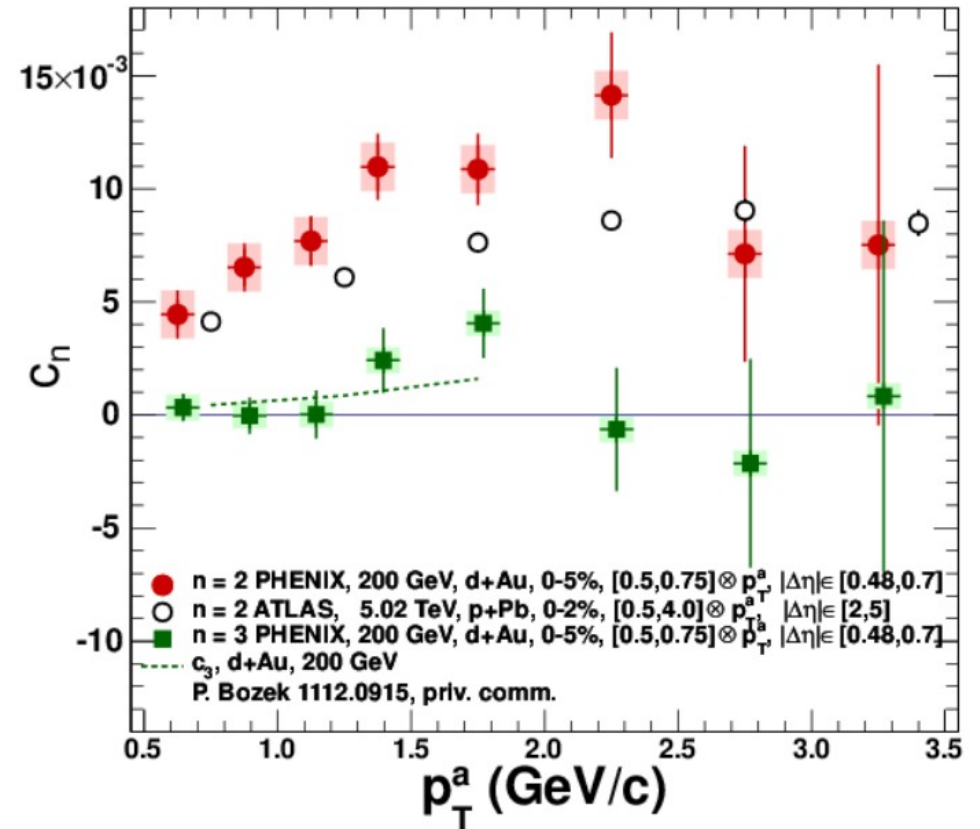 15×10⁻³
10
5
0
-5
-10
cₙ
n = 2 PHENIX, 200 GeV, d+Au, 0-5%, [0.5,0.75]⊗ pᵃ_T, |Δη|∈ [0.48,0.7]
n = 2 ATLAS, 5.02 TeV, p+Pb, 0-2%, [0.5,4.0]⊗ pᵃ_T, |Δη|∈ [2,5]
n = 3 PHENIX, 200 GeV, d+Au, 0-5%, [0.5,0.75]⊗ pᵃ_T, |Δη|∈ [0.48,0.7]
c₃, d+Au, 200 GeV
P. Bozek 1112.0915, priv. comm.
0.5 1.0 1.5 2.0 2.5 3.0 3.5
pᵃ_T (GeV/c)